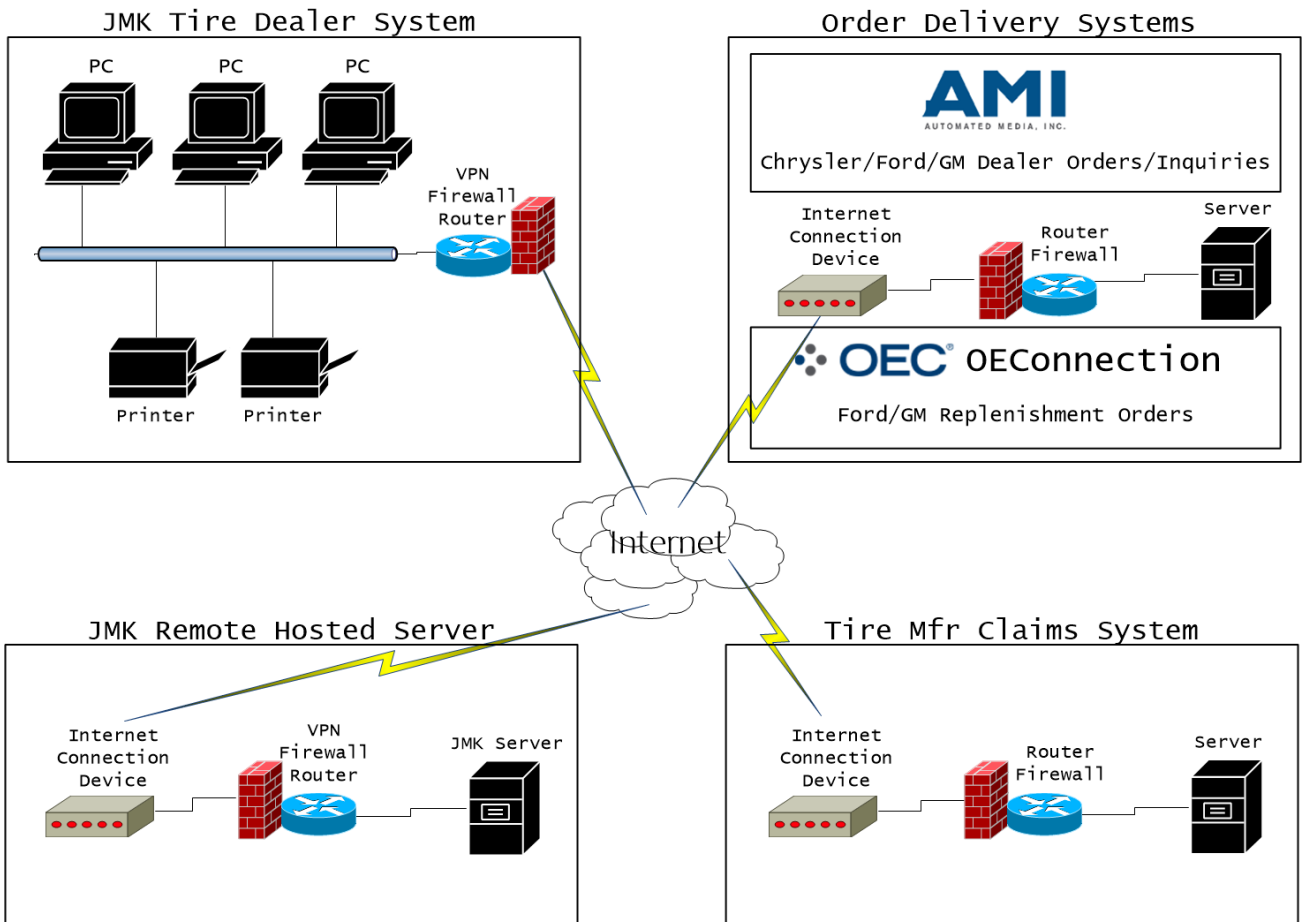 JMK Tire Dealer System
PC
PC
PC
VPN
Firewall
Router
Printer
Printer
Order Delivery Systems
AMI
AUTOMATED MEDIA, INC.
Chrysler/Ford/GM Dealer Orders/Inquiries
Internet
Connection
Device
Router
Firewall
Server
OEC® OEConnection
Ford/GM Replenishment Orders
Internet
JMK Remote Hosted Server
Internet
Connection
Device
VPN
Firewall
Router
JMK Server
Tire Mfr Claims System
Internet
Connection
Device
Router
Firewall
Server